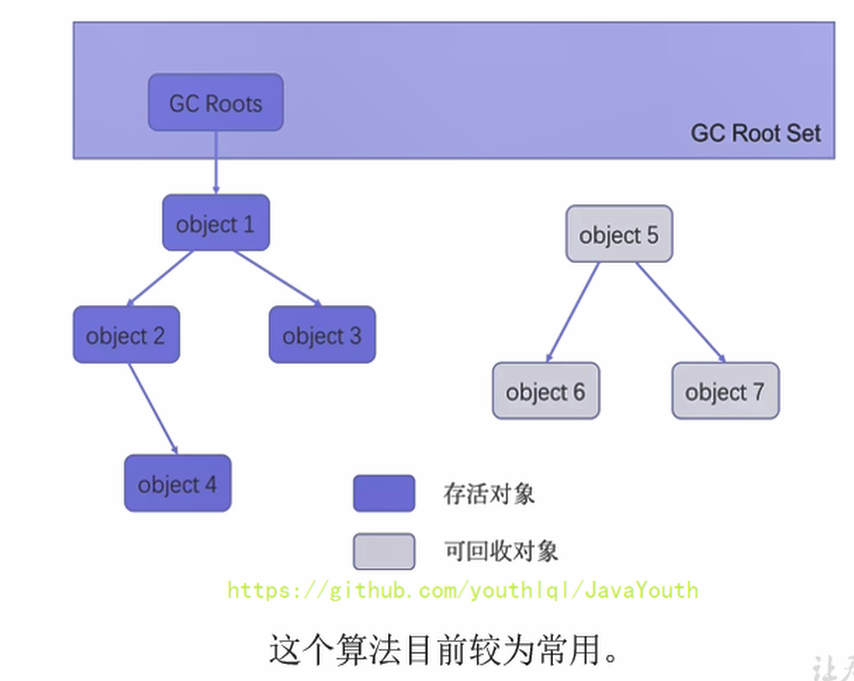 GC Roots
GC Root Set
object 1
object 5
object 2
object 3
object 6
object 7
object 4
存活对象
可回收对象
https://github.com/youthlql/JavaYouth
这个算法目前较为常用。
让